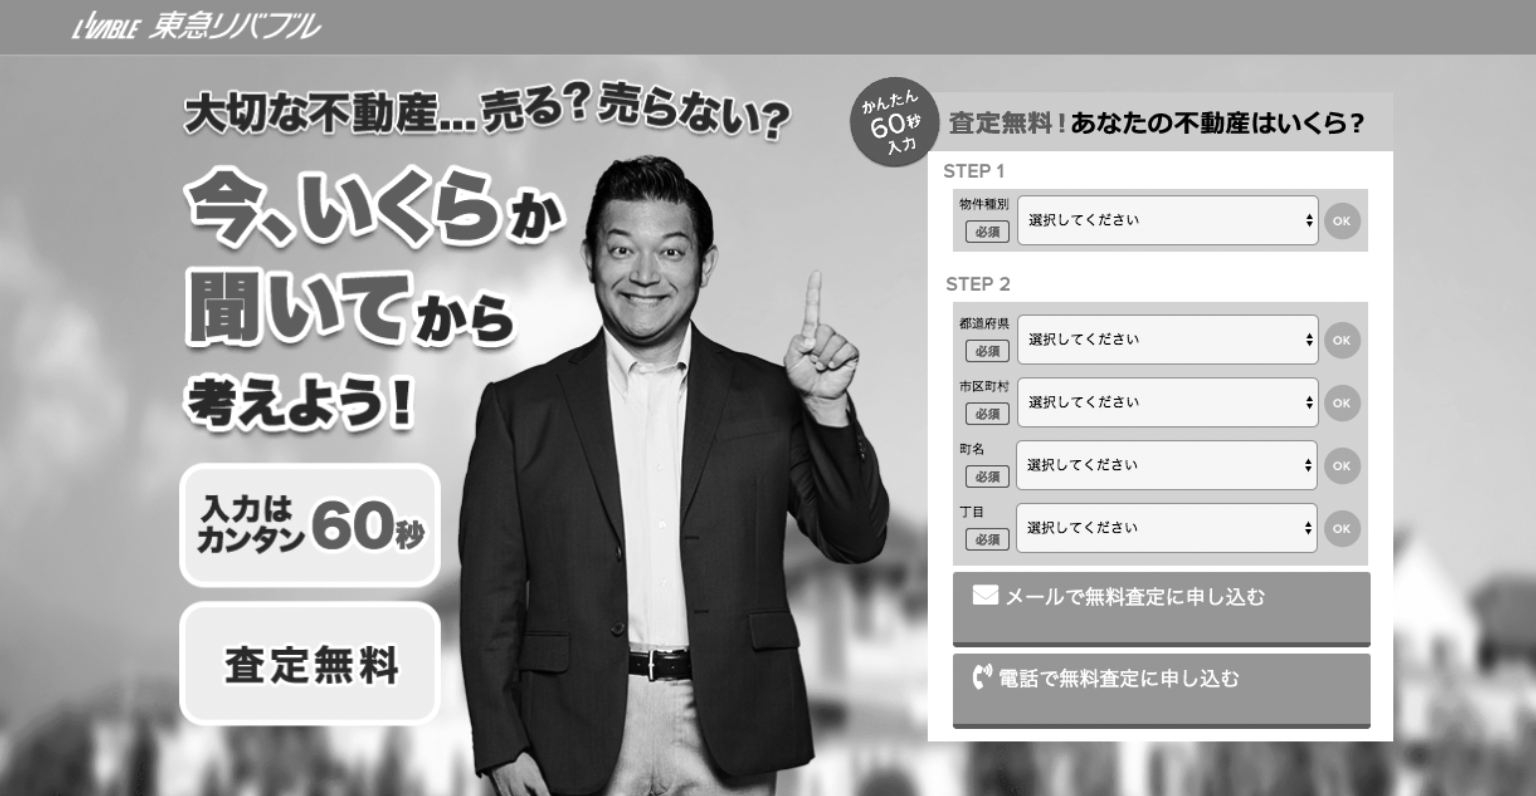 LIVABLE 東急リバブル
大切な不動産...売る?売らない?
今、いくらか
聞いてから
考えよう!
入力は
カンタン60秒
査定無料
かんたん
60秒
入力
査定無料!あなたの不動産はいくら?
STEP 1
物件種別
必須
選択してください
OK
STEP 2
都道府県
必須
選択してください
OK
市区町村
必須
選択してください
OK
町名
必須
選択してください
OK
丁目
必須
選択してください
OK
メールで無料査定に申し込む
電話で無料査定に申し込む